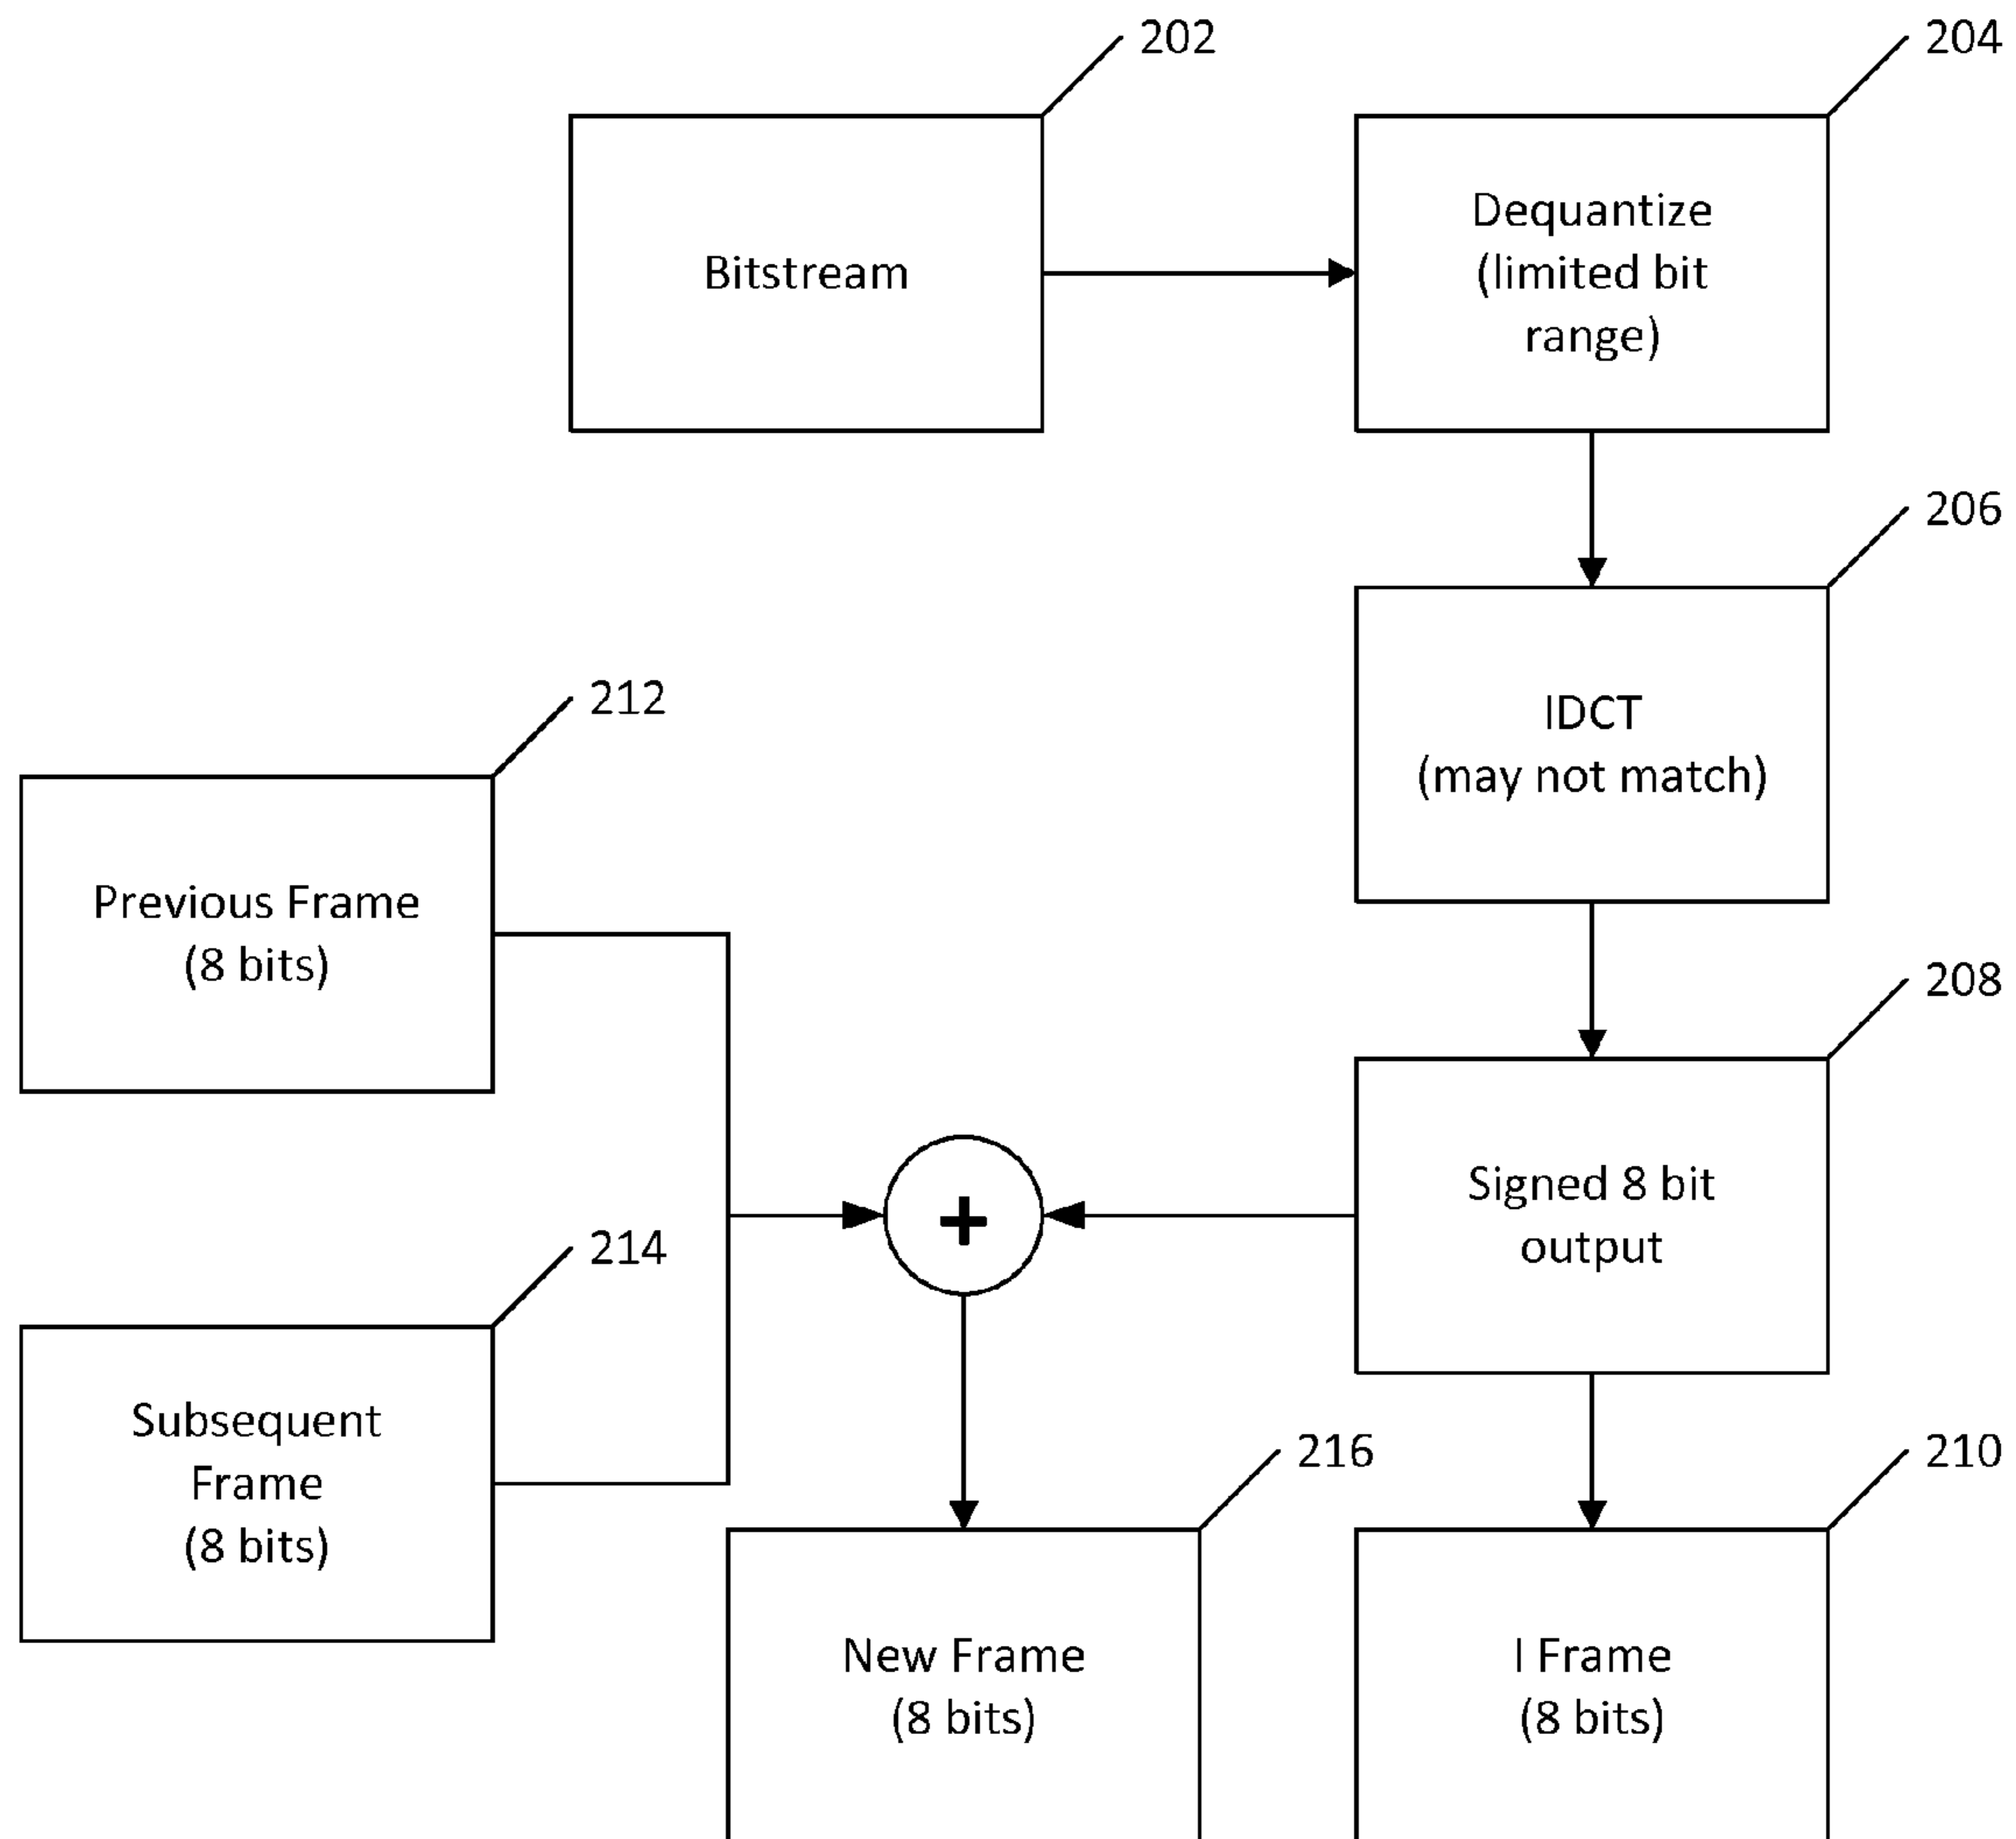 202
204
Bitstream
Dequantize
(limited bit
range)
206
IDCT
(may not match)
212
Previous Frame
(8 bits)
208
Signed 8 bit
output
+
214
Subsequent
Frame
(8 bits)
216
New Frame
(8 bits)
210
I Frame
(8 bits)